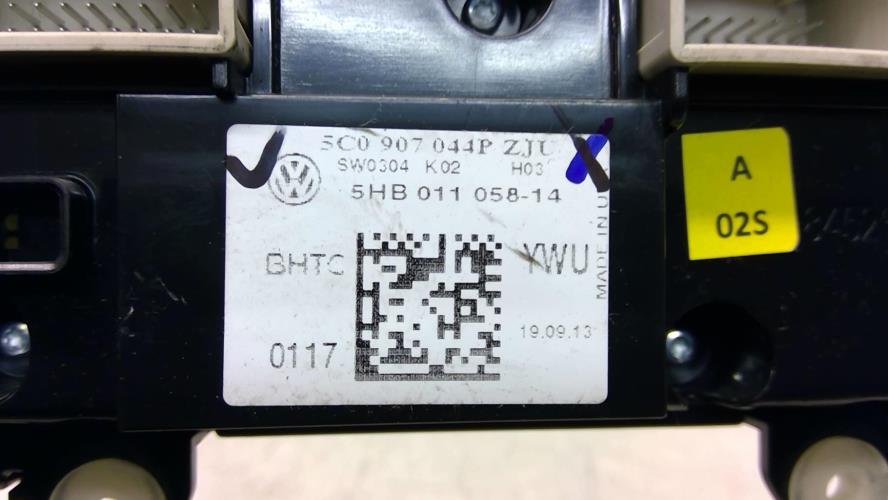 5C0 907 044P ZJU
SW0304 K02 H03
5HB 011 058-14
BHTC
YWU
MADE IN U
19.09.13
0117
A
02S